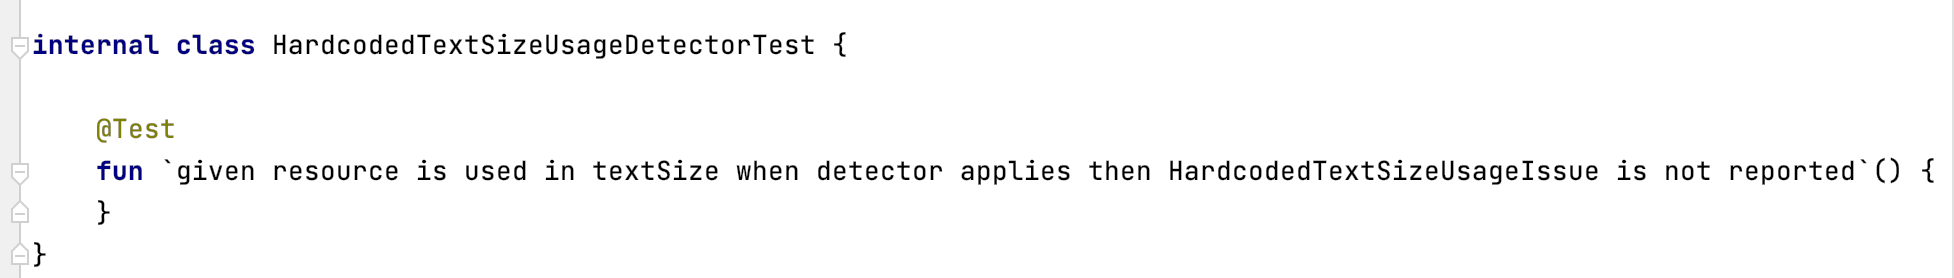 internal class HardcodedTextSizeUsageDetectorTest {
@Test
fun `given resource is used in textSize when detector applies then HardcodedTextSizeUsageIssue is not reported`() {
}
}